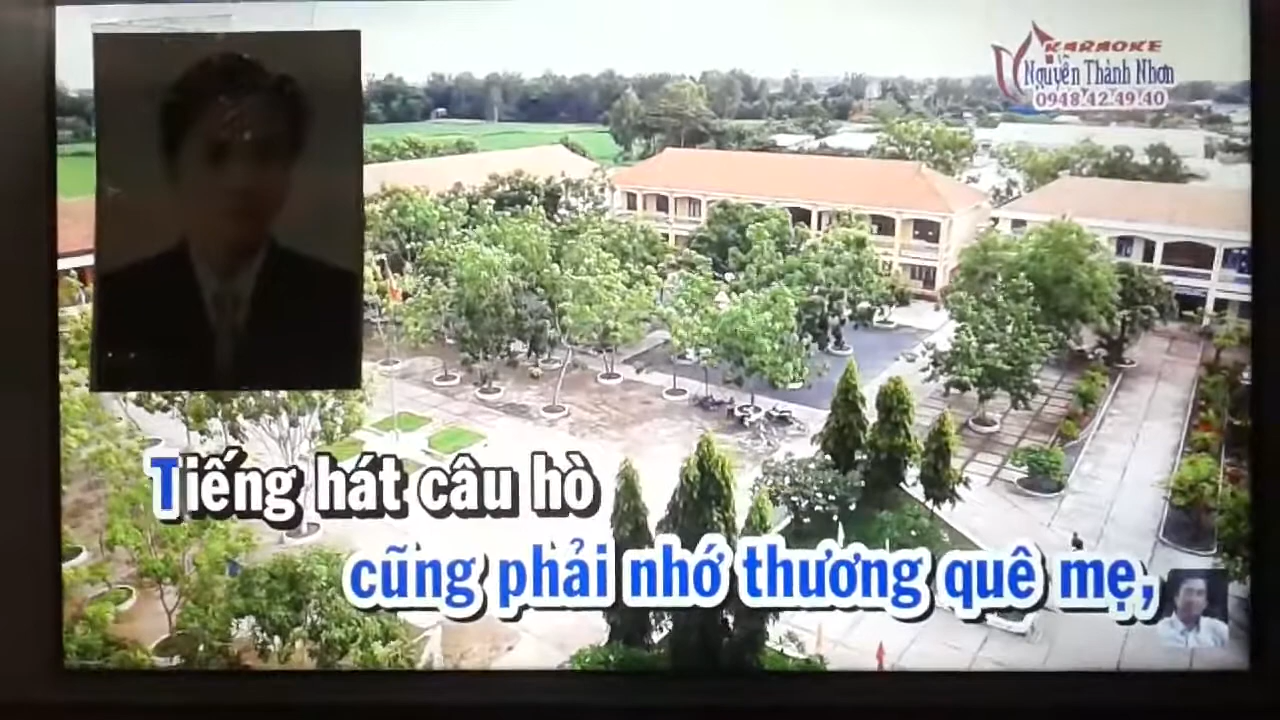 KARAOKE
Nguyễn Thành Nhơn
0948.42.49.40
Tiếng hát câu hò
cũng phải nhớ thương quê mẹ,